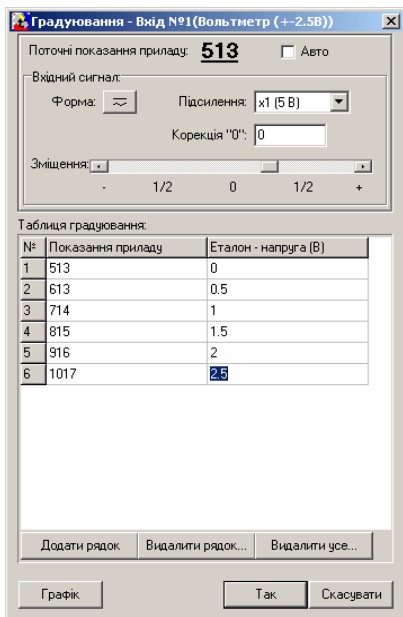 Градуювання - Вхід №1(Вольтметр (+-2.5В))
Поточні показання приладу: 513 Авто
Вхідний сигнал:
Форма: Підсилення: x1 (5 В)
Корекція "0": 0
Зміщення:
- 1/2 0 1/2 +
Таблиця градуювання:
№ Показання приладу Еталон - напруга (В)
1 513 0
2 613 0.5
3 714 1
4 815 1.5
5 916 2
6 1017 2.5
Додати рядок Видалити рядок... Видалити усе...
Графік Так Скасувати